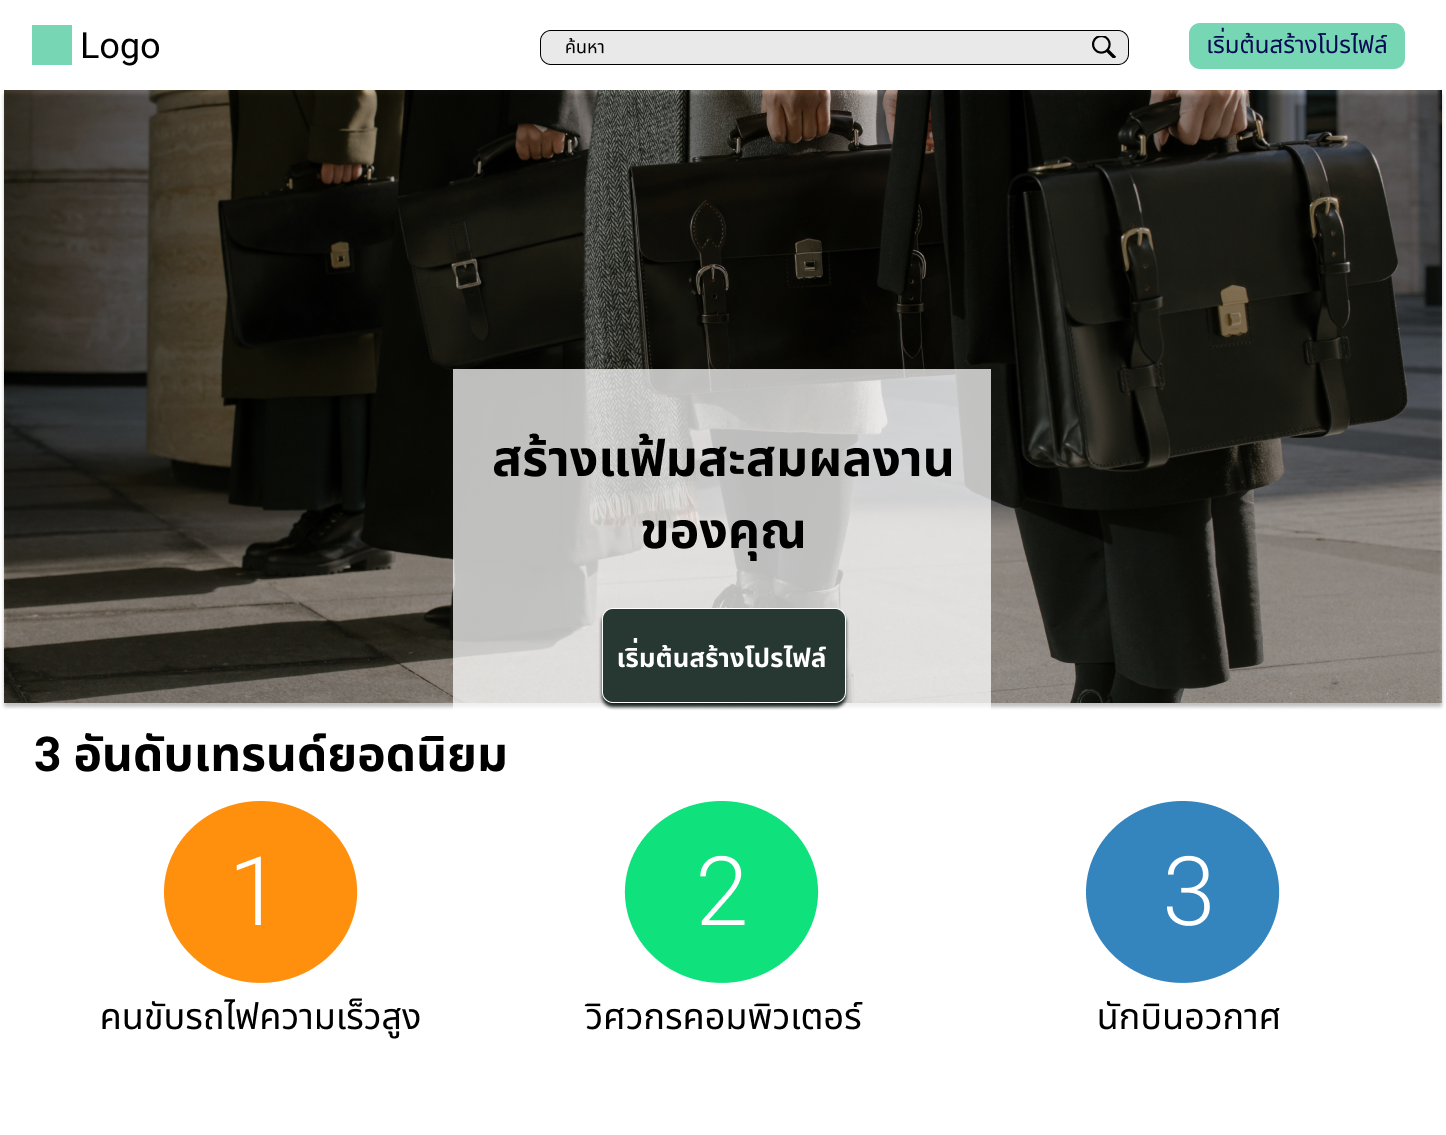 Logo
ค้นหา
เริ่มต้นสร้างโปรไฟล์
สร้างแฟ้มสะสมผลงาน
ของคุณ
เริ่มต้นสร้างโปรไฟล์
3 อันดับเทรนด์ยอดนิยม
1
2
3
คนขับรถไฟความเร็วสูง
วิศวกรคอมพิวเตอร์
นักบินอวกาศ